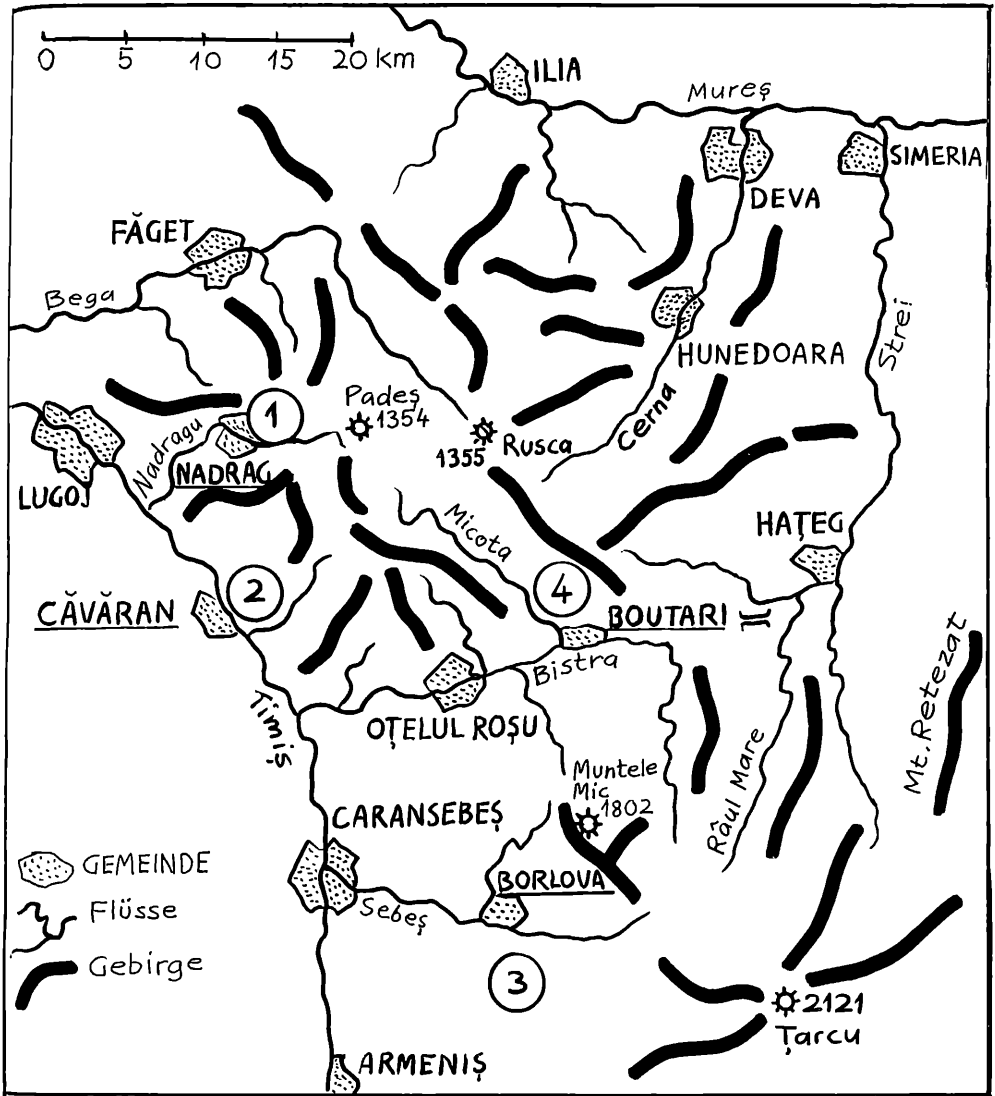 0 5 10 15 20 km
ILIA
Mureș
SIMERIA
DEVA
FĂGET
Bega
Strei
HUNEDOARA
Padeș
1354
1
Cerna
Rusca
1355
Nadragu
NADRAG
LUGOJ
Micota
HAȚEG
2
4
CĂVĂRAN
BOUTARI
Bistra
Timiș
OȚELUL ROȘU
Mt. Retezat
Râul Mare
Muntele
Mic
1802
CARANSEBEȘ
GEMEINDE
BORLOVA
Flüsse
Sebeș
Gebirge
3
2121
Țarcu
ARMENIȘ